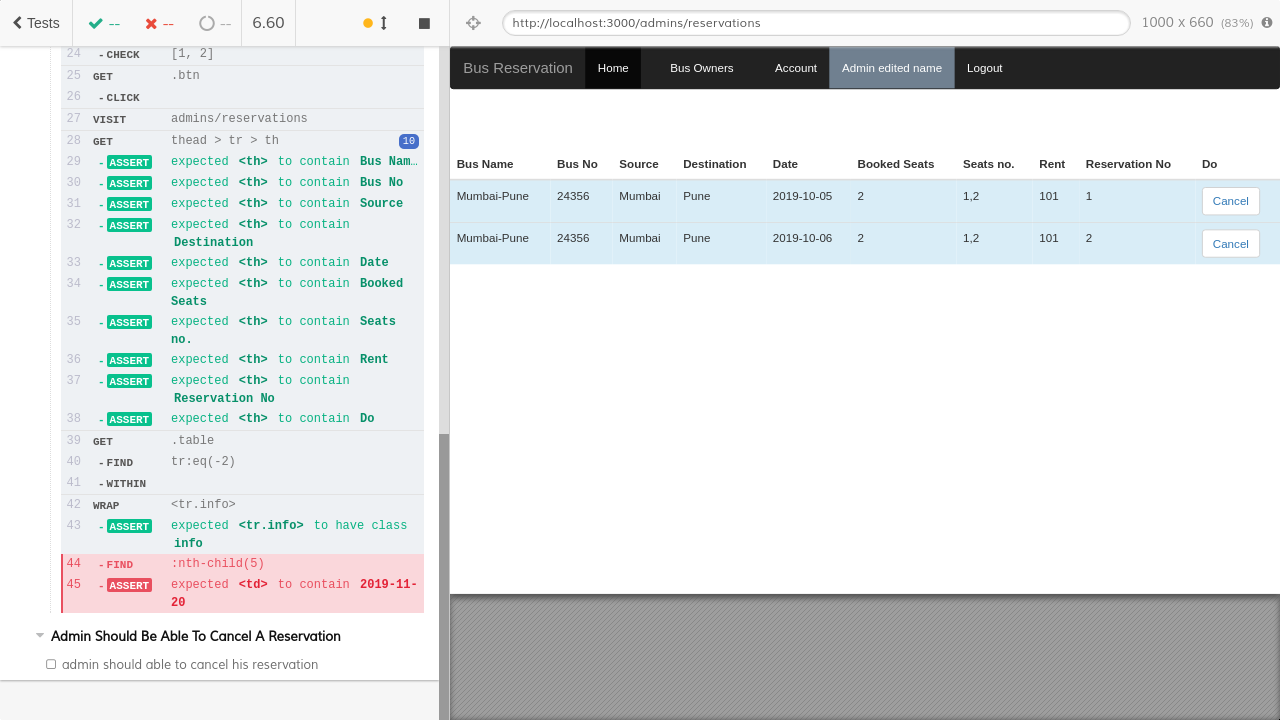 Tests -- -- -- 6.60
http://localhost:3000/admins/reservations 1000 x 660 (83%)
24 - CHECK [1, 2]
25 GET .btn
26 - CLICK
27 VISIT admins/reservations
28 GET thead > tr > th 10
29 - ASSERT expected <th> to contain Bus Nam…
30 - ASSERT expected <th> to contain Bus No
31 - ASSERT expected <th> to contain Source
32 - ASSERT expected <th> to contain
Destination
33 - ASSERT expected <th> to contain Date
34 - ASSERT expected <th> to contain Booked
Seats
35 - ASSERT expected <th> to contain Seats
no.
36 - ASSERT expected <th> to contain Rent
37 - ASSERT expected <th> to contain
Reservation No
38 - ASSERT expected <th> to contain Do
39 GET .table
40 - FIND tr:eq(-2)
41 - WITHIN
42 WRAP <tr.info>
43 - ASSERT expected <tr.info> to have class
info
44 - FIND :nth-child(5)
45 - ASSERT expected <td> to contain 2019-11-
20
Admin Should Be Able To Cancel A Reservation
admin should able to cancel his reservation
Bus Reservation Home Bus Owners Account Admin edited name Logout
Bus Name Bus No Source Destination Date Booked Seats Seats no. Rent Reservation No Do
Mumbai-Pune 24356 Mumbai Pune 2019-10-05 2 1,2 101 1 Cancel
Mumbai-Pune 24356 Mumbai Pune 2019-10-06 2 1,2 101 2 Cancel